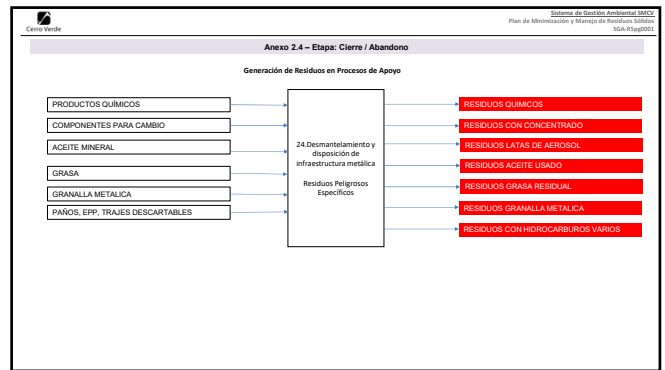 Cerro Verde
Sistema de Gestión Ambiental SMCV
Plan de Minimización y Manejo de Residuos Sólidos
SGA-RSpg0001
Anexo 2.4 – Etapa: Cierre / Abandono
Generación de Residuos en Procesos de Apoyo
PRODUCTOS QUÍMICOS
COMPONENTES PARA CAMBIO
ACEITE MINERAL
GRASA
GRANALLA METALICA
PAÑOS, EPP, TRAJES DESCARTABLES
24.Desmantelamiento y
disposición de
infraestructura metálica
Residuos Peligrosos
Específicos
RESIDUOS QUIMICOS
RESIDUOS CON CONCENTRADO
RESIDUOS LATAS DE AEROSOL
RESIDUOS ACEITE USADO
RESIDUOS GRASA RESIDUAL
RESIDUOS GRANALLA METALICA
RESIDUOS CON HIDROCARBUROS VARIOS